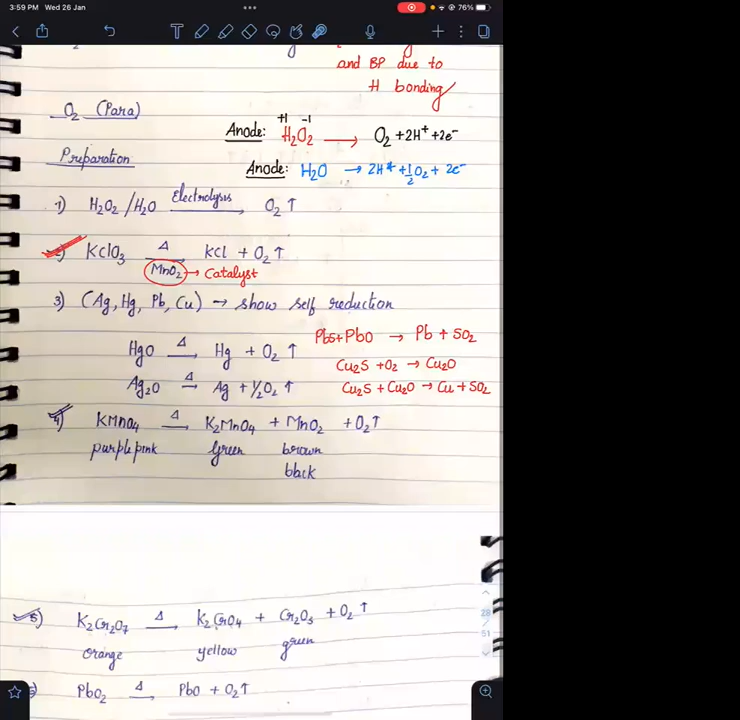 3:59 PM Wed 26 Jan
76%
and BP due to
H bonding
O₂ (Para)
Anode: H₂O₂ → O₂ + 2H⁺ + 2e⁻
+1 -1
Preparation
Anode: H₂O → 2H⁺ + 1/2 O₂ + 2e⁻
1) H₂O₂ /H₂O Electrolysis → O₂ ↑
2) KClO₃ Δ → KCl + O₂ ↑
MnO₂ → Catalyst
3) (Ag, Hg, Pb, Cu) → show self reduction
PbS + PbO → Pb + SO₂
HgO Δ → Hg + O₂ ↑
Cu₂S + O₂ → Cu₂O
Ag₂O Δ → Ag + 1/2 O₂ ↑
Cu₂S + Cu₂O → Cu + SO₂
4) KMnO₄ Δ → K₂MnO₄ + MnO₂ + O₂ ↑
purple pink green brown
black
5) K₂Cr₂O₇ Δ → K₂CrO₄ + Cr₂O₃ + O₂ ↑
orange yellow green
PbO₂ Δ → PbO + O₂ ↑
28
51